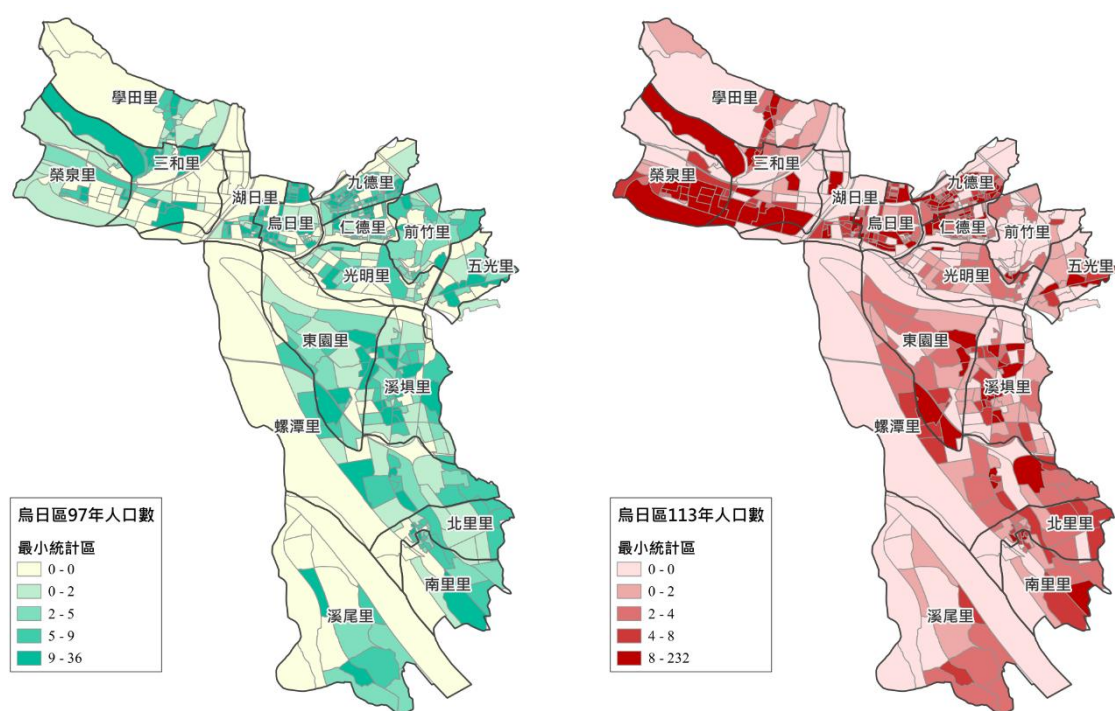 學田里
三和里
榮泉里
湖日里
烏日里
九德里
仁德里
前竹里
五光里
光明里
東園里
溪埧里
螺潭里
北里里
南里里
溪尾里
烏日區97年人口數
最小統計區
0 - 0
0 - 2
2 - 5
5 - 9
9 - 36
學田里
三和里
榮泉里
湖日里
烏日里
九德里
仁德里
前竹里
五光里
光明里
東園里
溪埧里
螺潭里
北里里
南里里
溪尾里
烏日區113年人口數
最小統計區
0 - 0
0 - 2
2 - 4
4 - 8
8 - 232